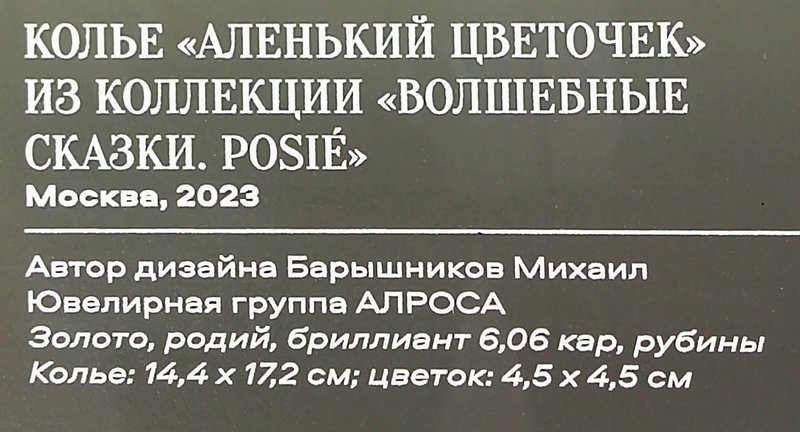 КОЛЬЕ «АЛЕНЬКИЙ ЦВЕТОЧЕК»
ИЗ КОЛЛЕКЦИИ «ВОЛШЕБНЫЕ
СКАЗКИ. POSIÉ»
Москва, 2023
Автор дизайна Барышников Михаил
Ювелирная группа АЛРОСА
Золото, родий, бриллиант 6,06 кар, рубины
Колье: 14,4 x 17,2 см; цветок: 4,5 x 4,5 см